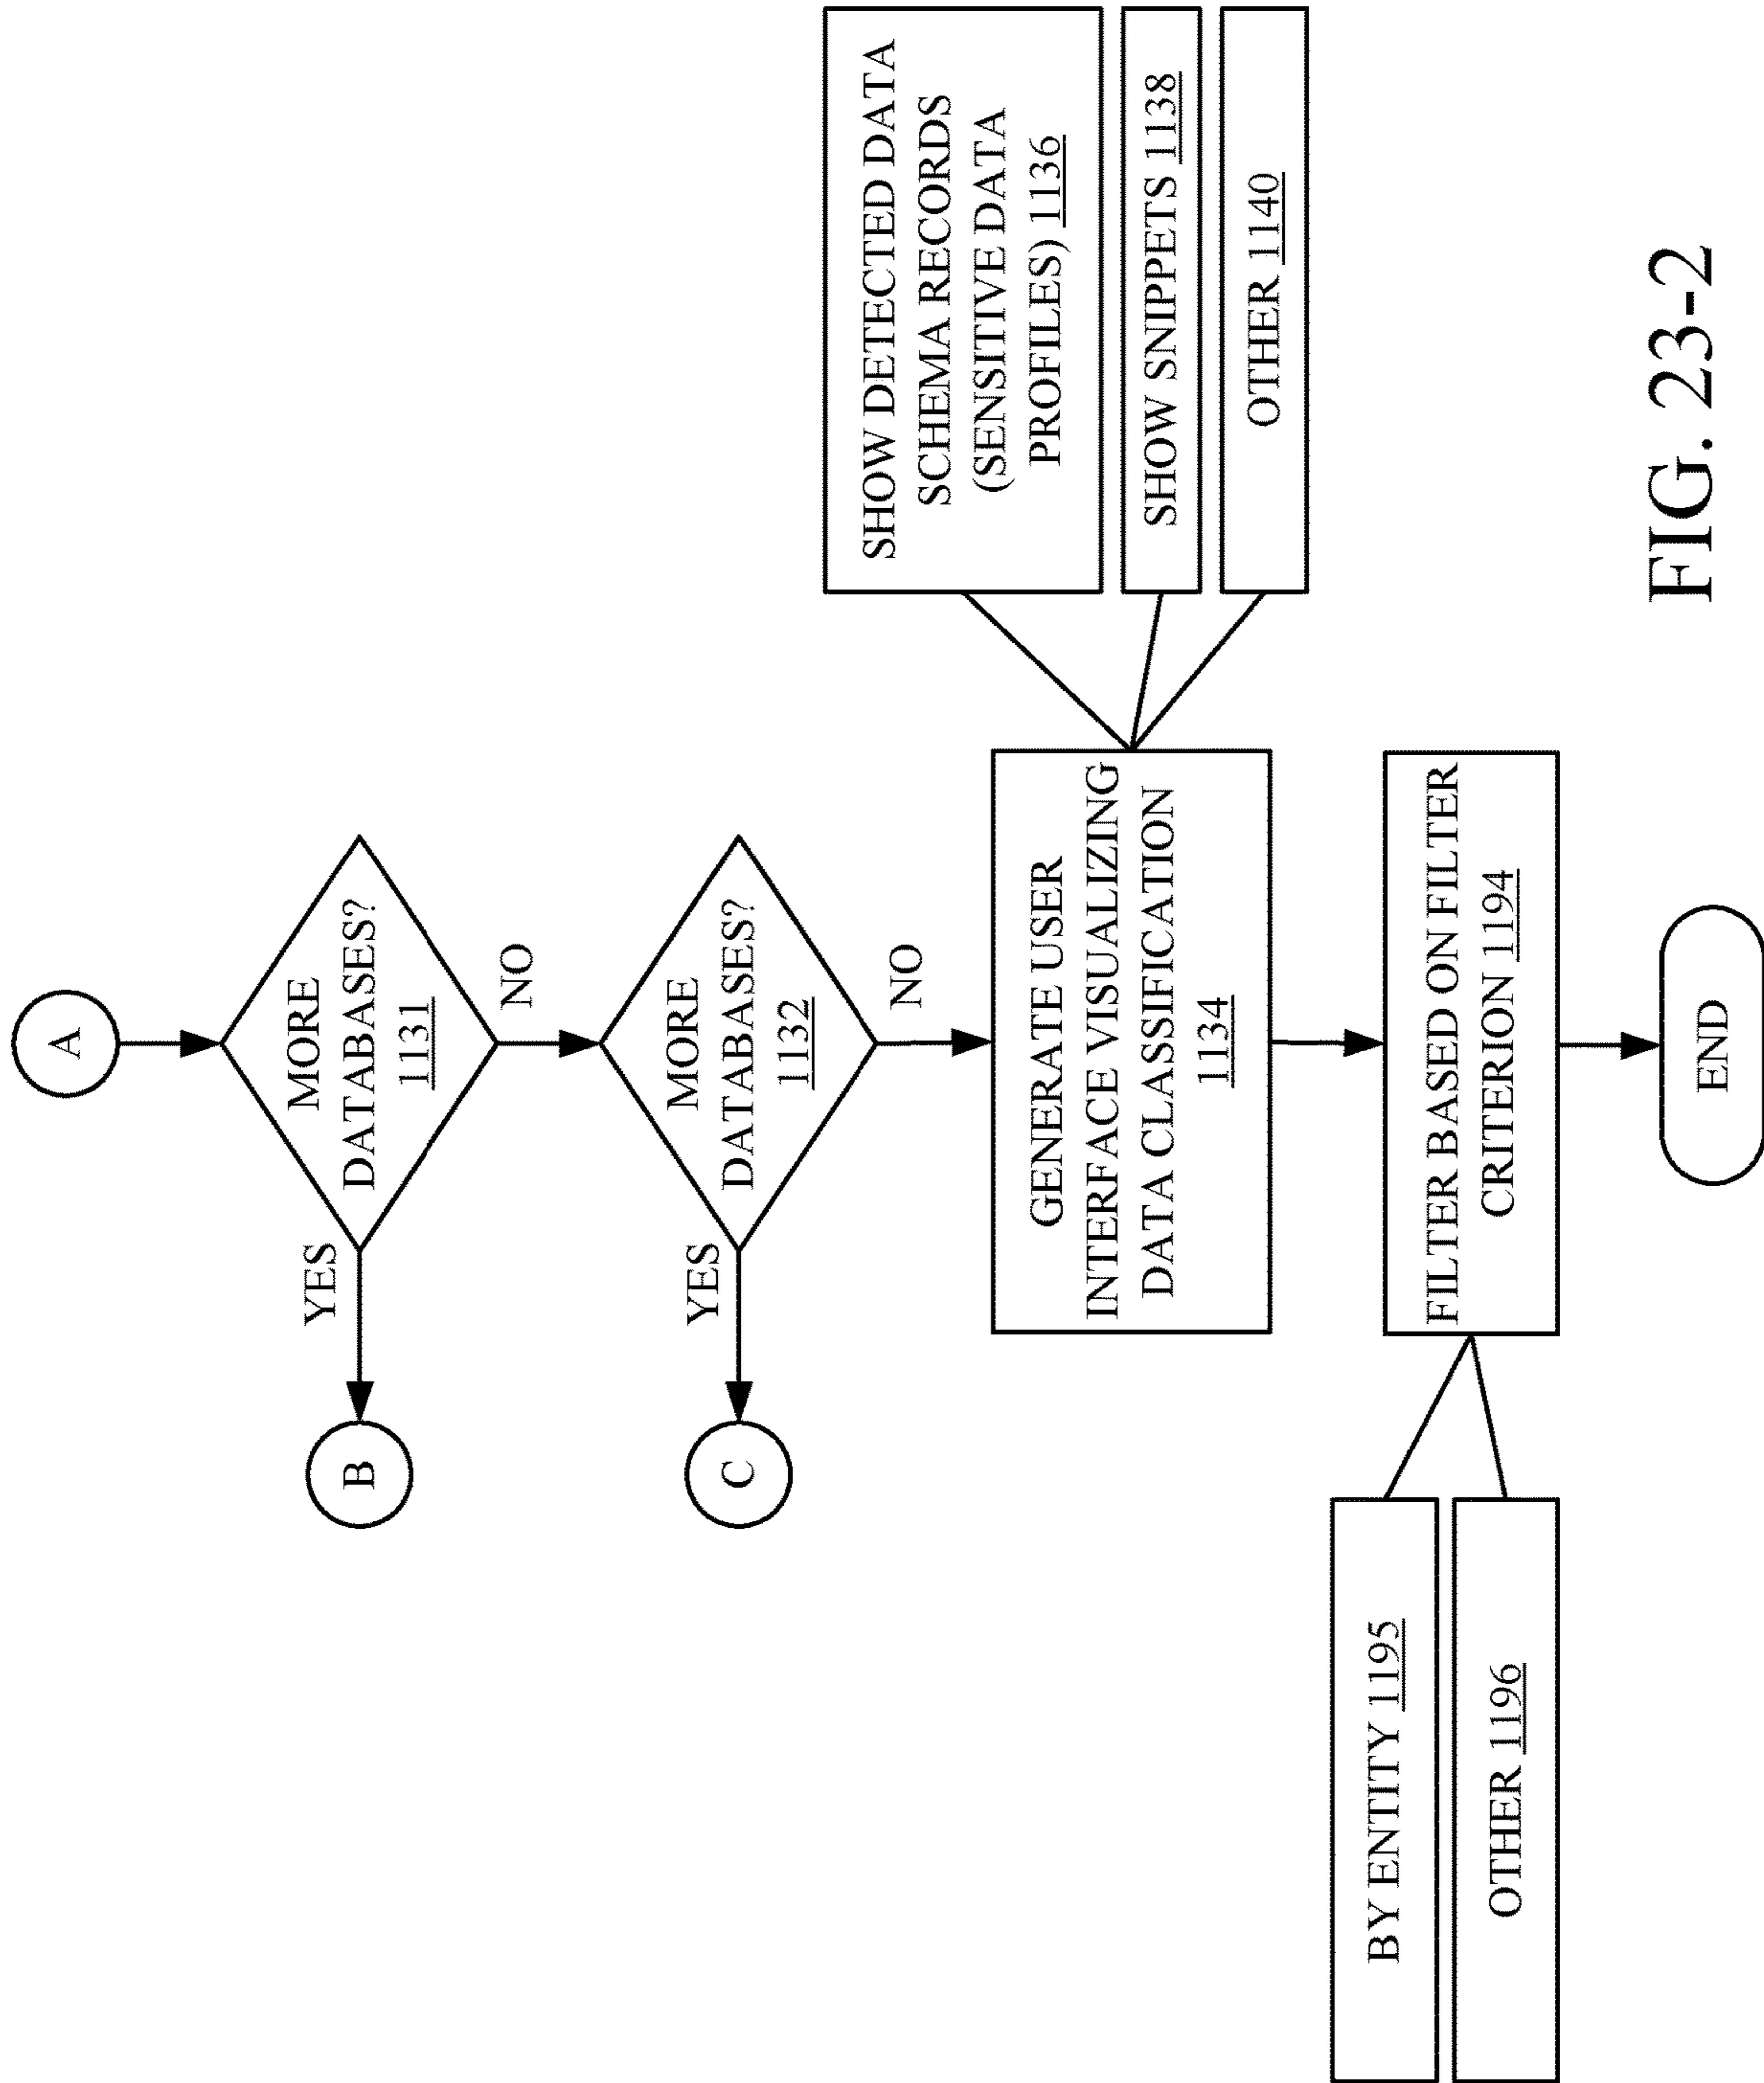 A
MORE
DATABASES?
1131
YES
NO
B
MORE
DATABASES?
1132
YES
NO
C
GENERATE USER
INTERFACE VISUALIZING
DATA CLASSIFICATION
1134
SHOW DETECTED DATA
SCHEMA RECORDS
(SENSITIVE DATA
PROFILES) 1136
SHOW SNIPPETS 1138
OTHER 1140
FILTER BASED ON FILTER
CRITERION 1194
BY ENTITY 1195
OTHER 1196
END
FIG. 23-2